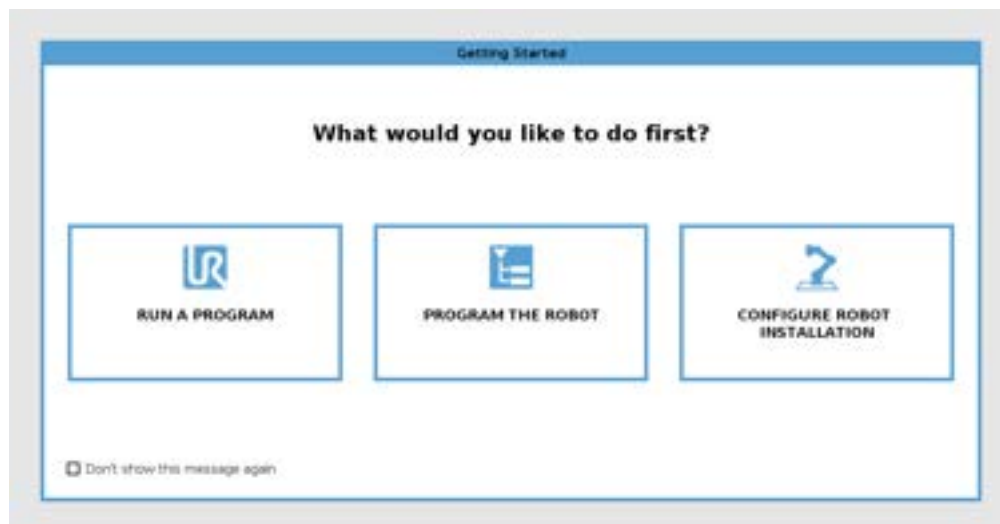 Getting Started
What would you like to do first?
UR
RUN A PROGRAM
PROGRAM THE ROBOT
CONFIGURE ROBOT
INSTALLATION
Don't show this message again